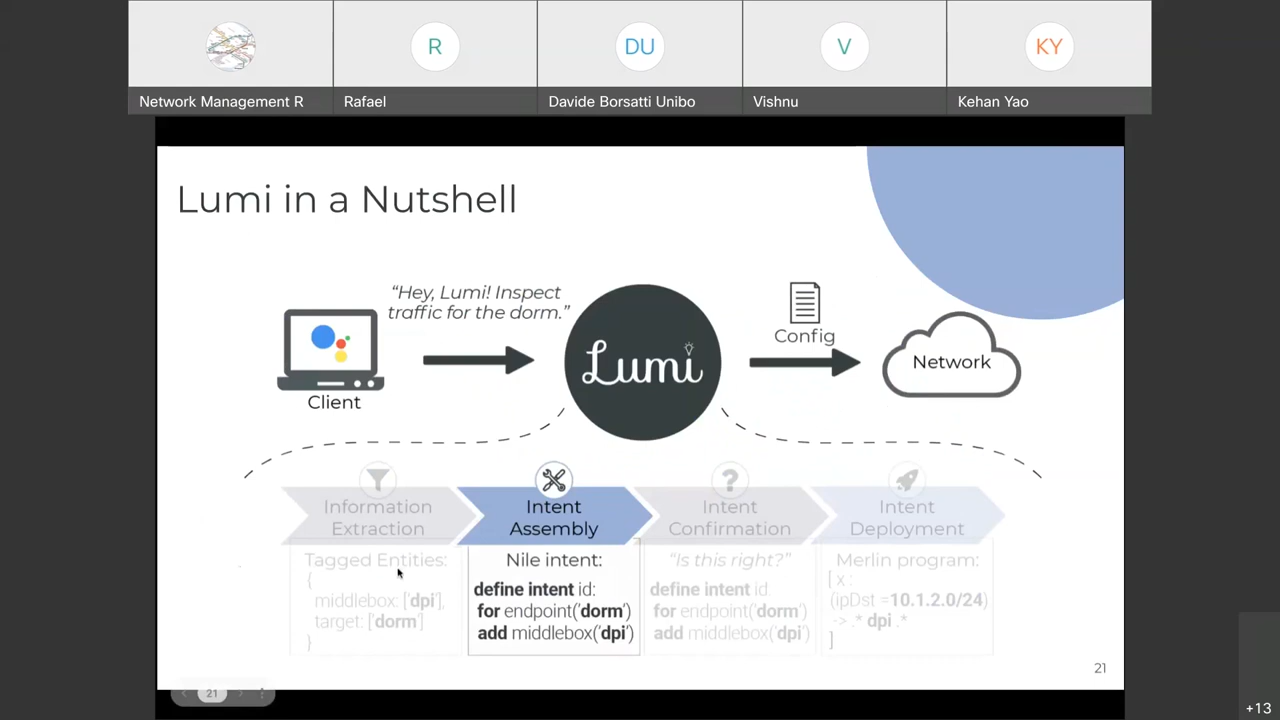 R
DU
V
KY
Network Management R
Rafael
Davide Borsatti Unibo
Vishnu
Kehan Yao
Lumi in a Nutshell
“Hey, Lumi! Inspect
traffic for the dorm.”
Client
Lumi
Config
Network
Information
Extraction
Tagged Entities:
{
middlebox: ['dpi'],
target: ['dorm']
}
Intent
Assembly
Nile intent:
define intent id:
for endpoint('dorm')
add middlebox('dpi')
?
Intent
Confirmation
“Is this right?”
define intent id:
for endpoint('dorm')
add middlebox('dpi')
Intent
Deployment
Merlin program:
[ x :
(ipDst =10.1.2.0/24)
-> .* dpi .*
]
21
21
+13